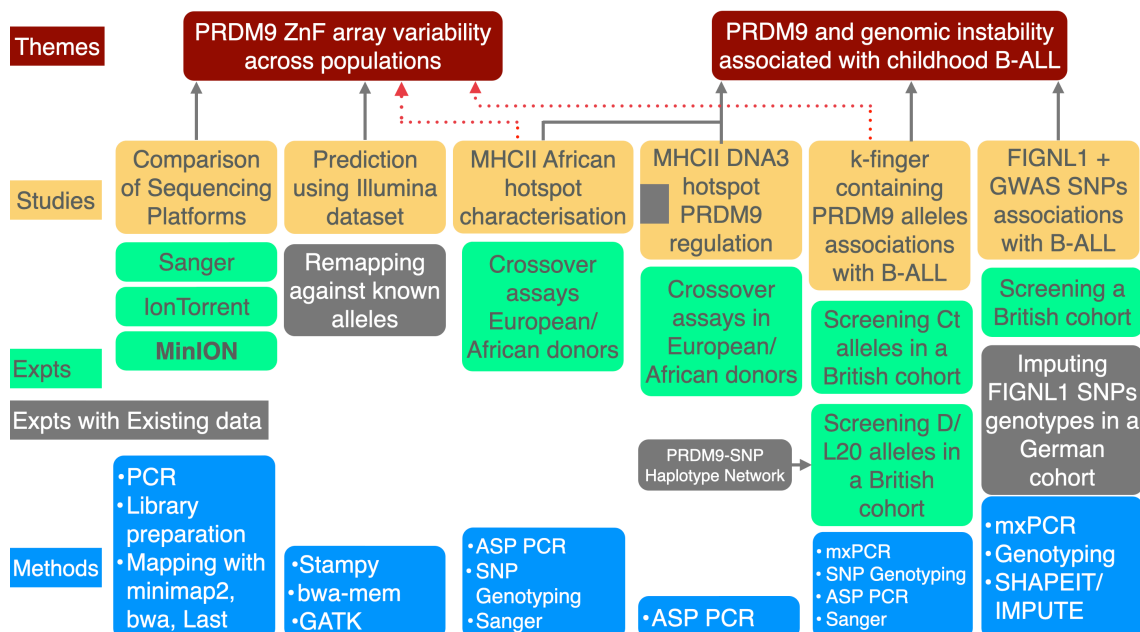 Themes
PRDM9 ZnF array variability
across populations
PRDM9 and genomic instability
associated with childhood B-ALL
Studies
Comparison
of Sequencing
Platforms
Prediction
using Illumina
dataset
MHCII African
hotspot
characterisation
MHCII DNA3
hotspot
PRDM9
regulation
k-finger
containing
PRDM9 alleles
associations
with B-ALL
FIGNL1 +
GWAS SNPs
associations
with B-ALL
Expts
Expts with Existing data
Sanger
IonTorrent
MinION
Remapping
against known
alleles
Crossover
assays
European/
African donors
Crossover
assays in
European/
African donors
Screening Ct
alleles in a
British cohort
PRDM9-SNP
Haplotype Network
Screening D/
L20 alleles in
a British
cohort
Screening a
British cohort
Imputing
FIGNL1 SNPs
genotypes in a
German
cohort
Methods
•PCR
•Library
preparation
•Mapping with
minimap2,
bwa, Last
•Stampy
•bwa-mem
•GATK
•ASP PCR
•SNP
Genotyping
•Sanger
•ASP PCR
•mxPCR
•SNP Genotyping
•ASP PCR
•Sanger
•mxPCR
•Genotyping
•SHAPEIT/
IMPUTE